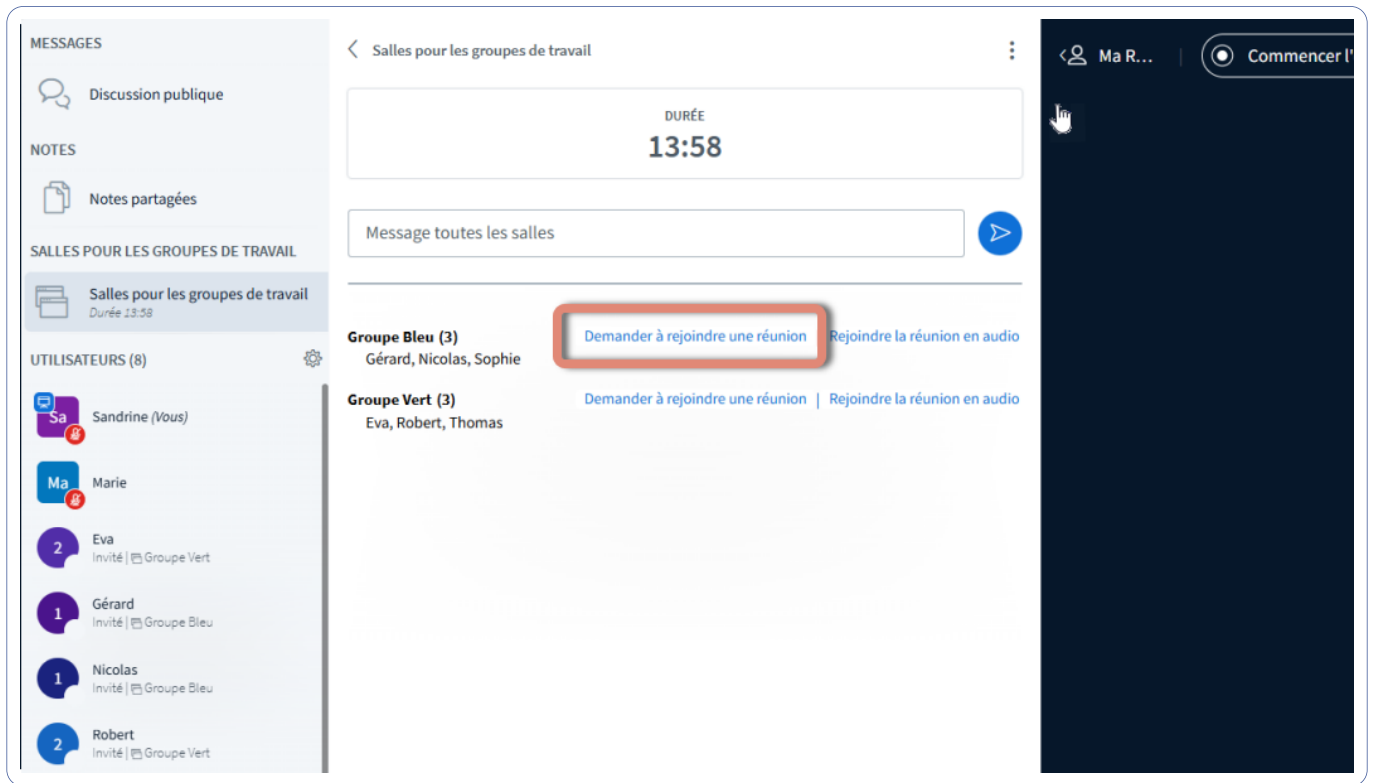 MESSAGES
Discussion publique
NOTES
Notes partagées
SALLES POUR LES GROUPES DE TRAVAIL
Salles pour les groupes de travail
Durée 13:58
UTILISATEURS (8)
Sa
Sandrine (Vous)
Ma
Marie
2
Eva
Invité | Groupe Vert
1
Gérard
Invité | Groupe Bleu
1
Nicolas
Invité | Groupe Bleu
2
Robert
Invité | Groupe Vert
Salles pour les groupes de travail
DURÉE
13:58
Message toutes les salles
Groupe Bleu (3) Demander à rejoindre une réunion Rejoindre la réunion en audio
Gérard, Nicolas, Sophie
Groupe Vert (3) Demander à rejoindre une réunion | Rejoindre la réunion en audio
Eva, Robert, Thomas
Ma R... | Commencer l'